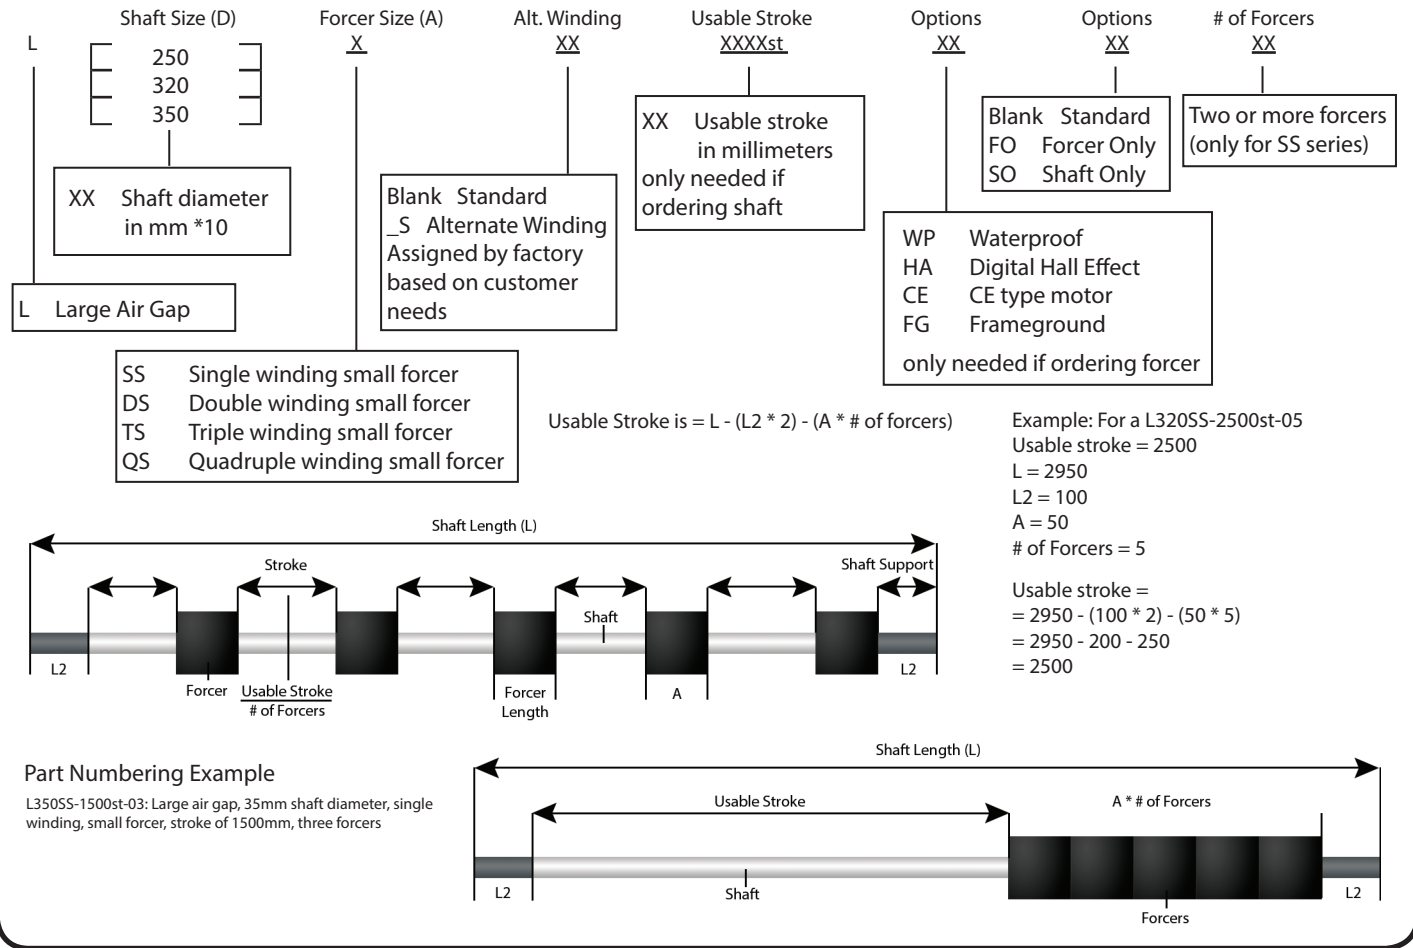 Shaft Size (D)
Forcer Size (A)
Alt. Winding
Usable Stroke
Options
Options
# of Forcers
L
X
XX
XXXXst
XX
XX
XX
250
320
350
XX Shaft diameter
in mm *10
L Large Air Gap
SS Single winding small forcer
DS Double winding small forcer
TS Triple winding small forcer
QS Quadruple winding small forcer
Blank Standard
_S Alternate Winding
Assigned by factory
based on customer
needs
XX Usable stroke
in millimeters
only needed if
ordering shaft
WP Waterproof
HA Digital Hall Effect
CE CE type motor
FG Frameground
only needed if ordering forcer
Blank Standard
FO Forcer Only
SO Shaft Only
Two or more forcers
(only for SS series)
Usable Stroke is = L - (L2 * 2) - (A * # of forcers)
Example: For a L320SS-2500st-05
Usable stroke = 2500
L = 2950
L2 = 100
A = 50
# of Forcers = 5
Usable stroke =
= 2950 - (100 * 2) - (50 * 5)
= 2950 - 200 - 250
= 2500
Shaft Length (L)
Stroke
Shaft Support
Shaft
L2
Forcer
Usable Stroke
# of Forcers
Forcer
Length
A
L2
Part Numbering Example
L350SS-1500st-03: Large air gap, 35mm shaft diameter, single
winding, small forcer, stroke of 1500mm, three forcers
Shaft Length (L)
Usable Stroke
A * # of Forcers
L2
Shaft
Forcers
L2